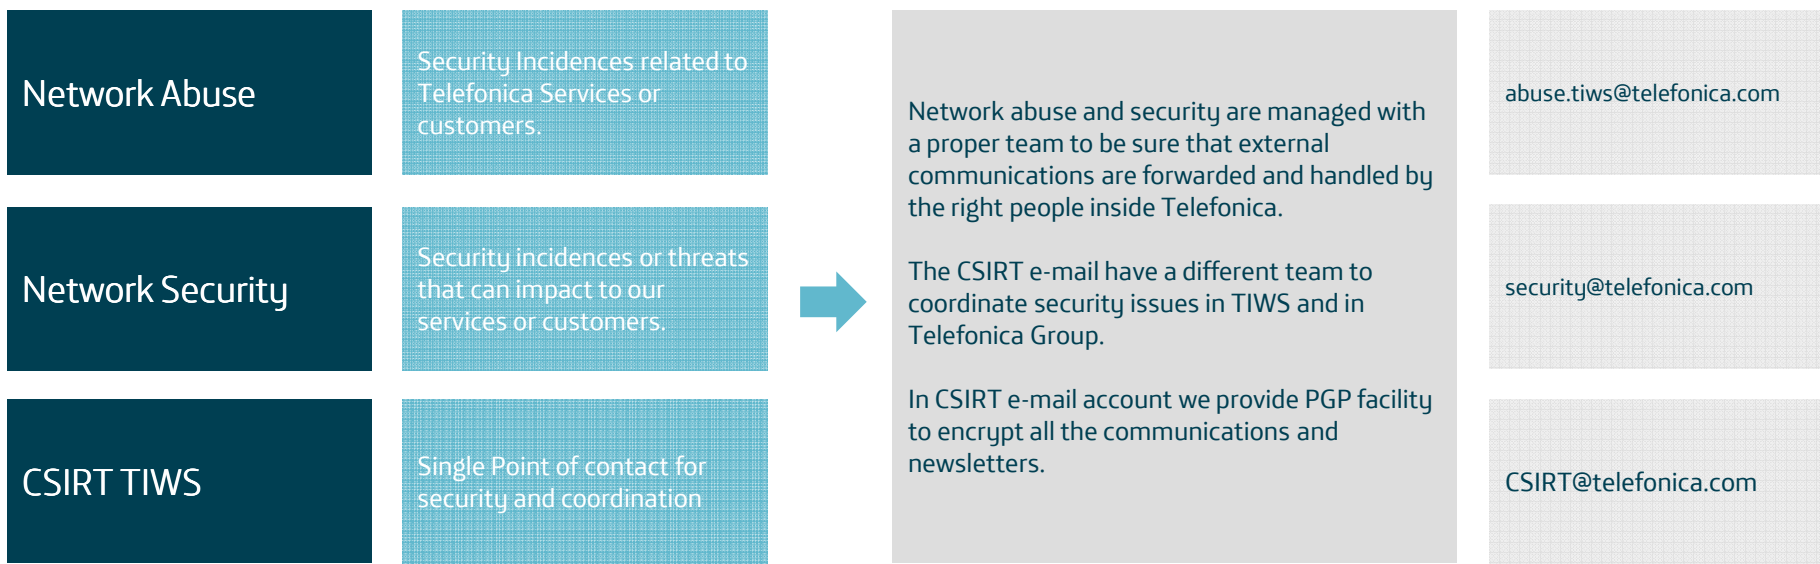 Network Abuse
Security Incidences related to
Telefonica Services or
customers.
Network Security
Security incidences or threats
that can impact to our
services or customers.
CSIRT TIWS
Single Point of contact for
security and coordination
Network abuse and security are managed with
a proper team to be sure that external
communications are forwarded and handled by
the right people inside Telefonica.
The CSIRT e-mail have a different team to
coordinate security issues in TIWS and in
Telefonica Group.
In CSIRT e-mail account we provide PGP facility
to encrypt all the communications and
newsletters.
abuse.tiws@telefonica.com
security@telefonica.com
CSIRT@telefonica.com